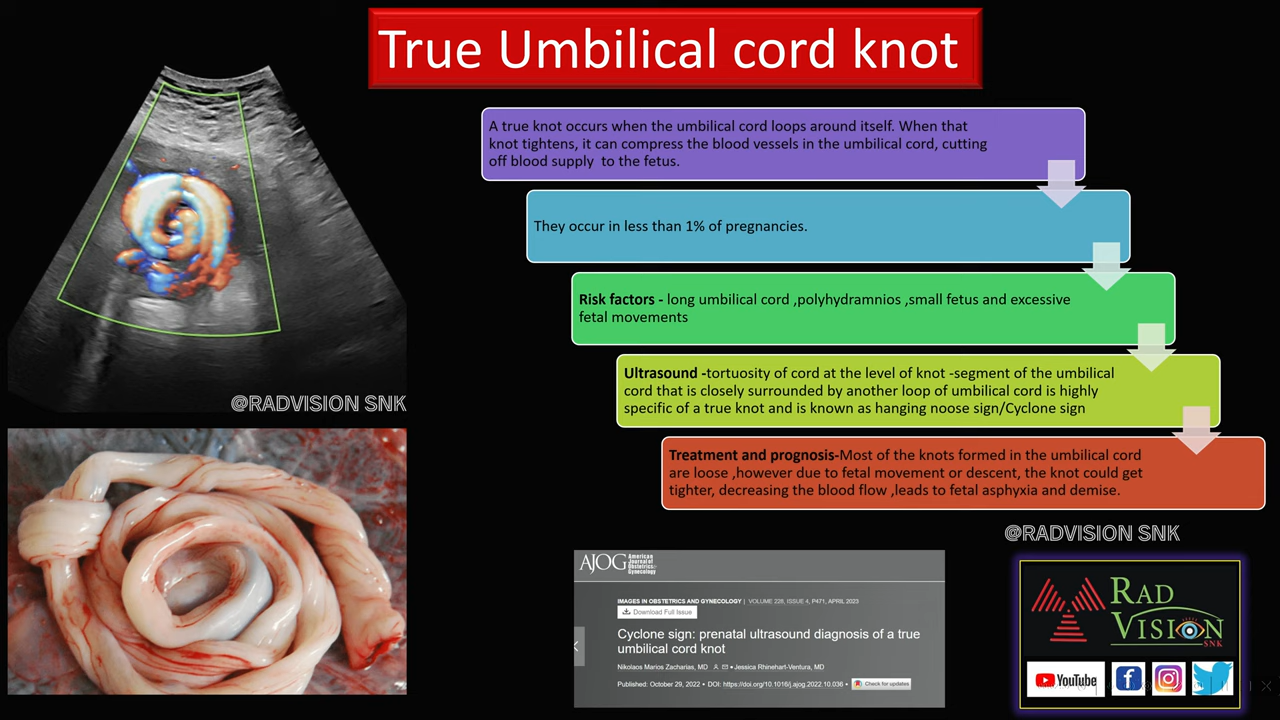 True Umbilical cord knot
A true knot occurs when the umbilical cord loops around itself. When that
knot tightens, it can compress the blood vessels in the umbilical cord, cutting
off blood supply  to the fetus.
They occur in less than 1% of pregnancies.
Risk factors - long umbilical cord ,polyhydramnios ,small fetus and excessive
fetal movements
Ultrasound -tortuosity of cord at the level of knot -segment of the umbilical
cord that is closely surrounded by another loop of umbilical cord is highly
specific of a true knot and is known as hanging noose sign/Cyclone sign
Treatment and prognosis-Most of the knots formed in the umbilical cord
are loose ,however due to fetal movement or descent, the knot could get
tighter, decreasing the blood flow ,leads to fetal asphyxia and demise.
@RADVISION SNK
@RADVISION SNK
AJOG American
Journal of
Obstetrics&
Gynecology
IMAGES IN OBSTETRICS AND GYNECOLOGY | VOLUME 228, ISSUE 4, P471, APRIL 2023
Download Full Issue
Cyclone sign: prenatal ultrasound diagnosis of a true
umbilical cord knot
Nikolaos Marios Zacharias, MD • Jessica Rhinehart-Ventura, MD
Published: October 29, 2022 • DOI: https://doi.org/10.1016/j.ajog.2022.10.036 • Check for updates
RAD
VISION
SNK
YouTube